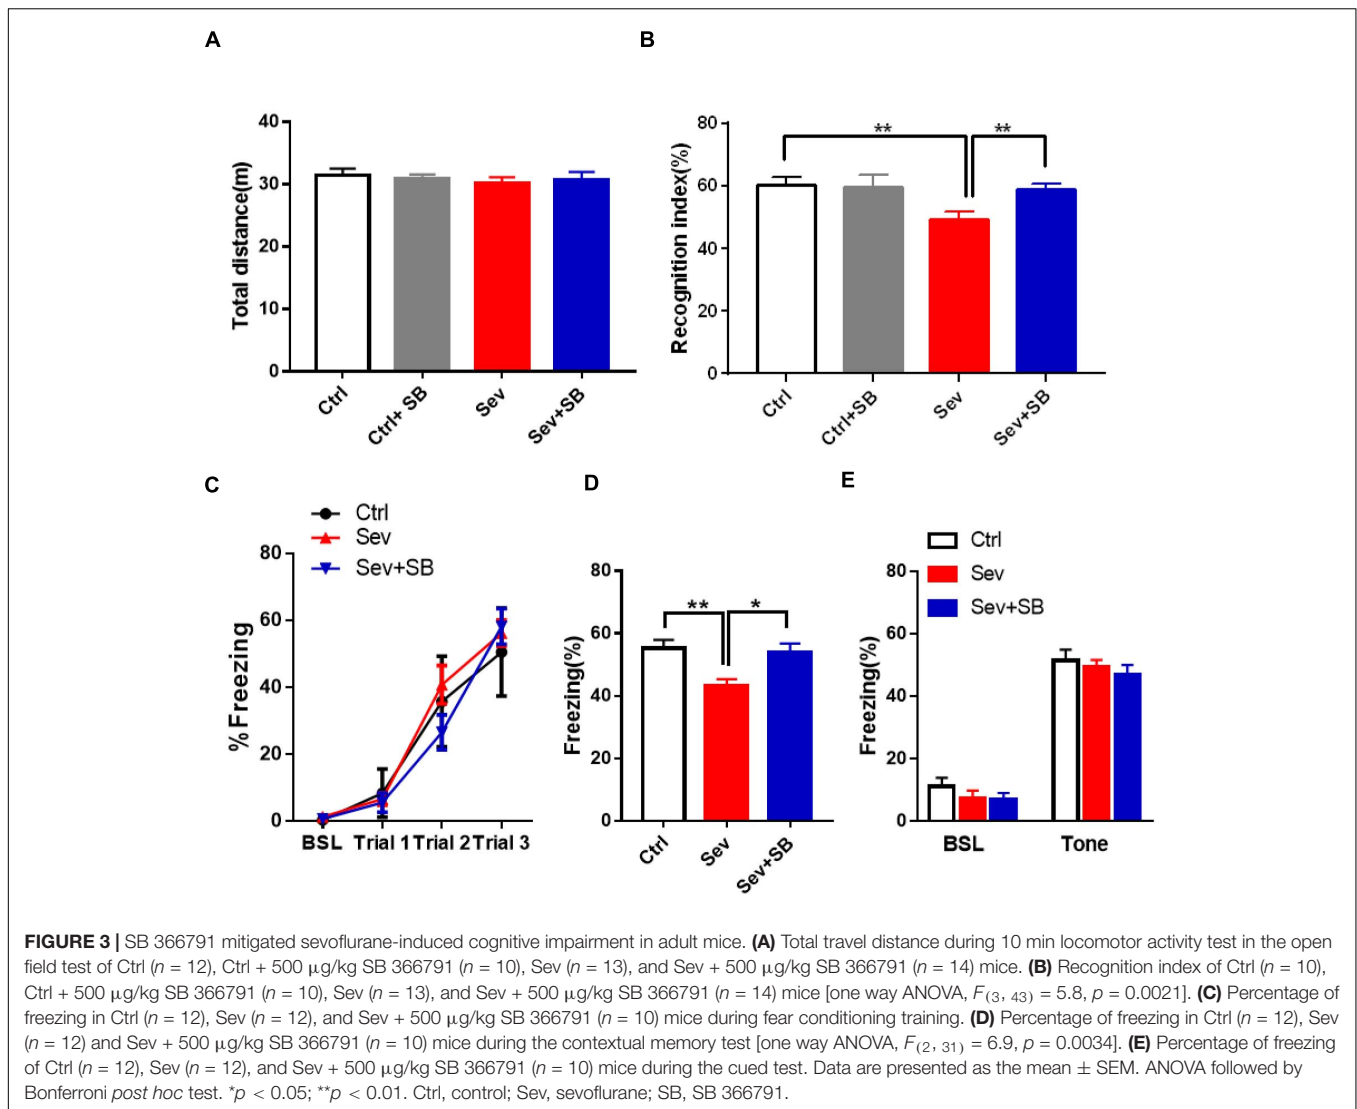 A
B
40
30
20
10
0
Total distance(m)
Ctrl
Ctrl+ SB
Sev
Sev+SB
80
60
40
20
0
Recognition index(%)
**
**
Ctrl
Ctrl+SB
Sev
Sev+SB
C
D
E
Ctrl
Sev
Sev+SB
80
60
40
20
0
% Freezing
BSL Trial 1 Trial 2 Trial 3
80
60
40
20
0
Freezing(%)
**
*
Ctrl
Sev
Sev+SB
Ctrl
Sev
Sev+SB
80
60
40
20
0
Freezing(%)
BSL
Tone
FIGURE 3 | SB 366791 mitigated sevoflurane-induced cognitive impairment in adult mice. (A) Total travel distance during 10 min locomotor activity test in the open
field test of Ctrl (n = 12), Ctrl + 500 μg/kg SB 366791 (n = 10), Sev (n = 13), and Sev + 500 μg/kg SB 366791 (n = 14) mice. (B) Recognition index of Ctrl (n = 10),
Ctrl + 500 μg/kg SB 366791 (n = 10), Sev (n = 13), and Sev + 500 μg/kg SB 366791 (n = 14) mice [one way ANOVA, F(3, 43) = 5.8, p = 0.0021]. (C) Percentage of
freezing in Ctrl (n = 12), Sev (n = 12), and Sev + 500 μg/kg SB 366791 (n = 10) mice during fear conditioning training. (D) Percentage of freezing in Ctrl (n = 12), Sev
(n = 12) and Sev + 500 μg/kg SB 366791 (n = 10) mice during the contextual memory test [one way ANOVA, F(2, 31) = 6.9, p = 0.0034]. (E) Percentage of freezing
of Ctrl (n = 12), Sev (n = 12), and Sev + 500 μg/kg SB 366791 (n = 10) mice during the cued test. Data are presented as the mean ± SEM. ANOVA followed by
Bonferroni post hoc test. *p < 0.05; **p < 0.01. Ctrl, control; Sev, sevoflurane; SB, SB 366791.